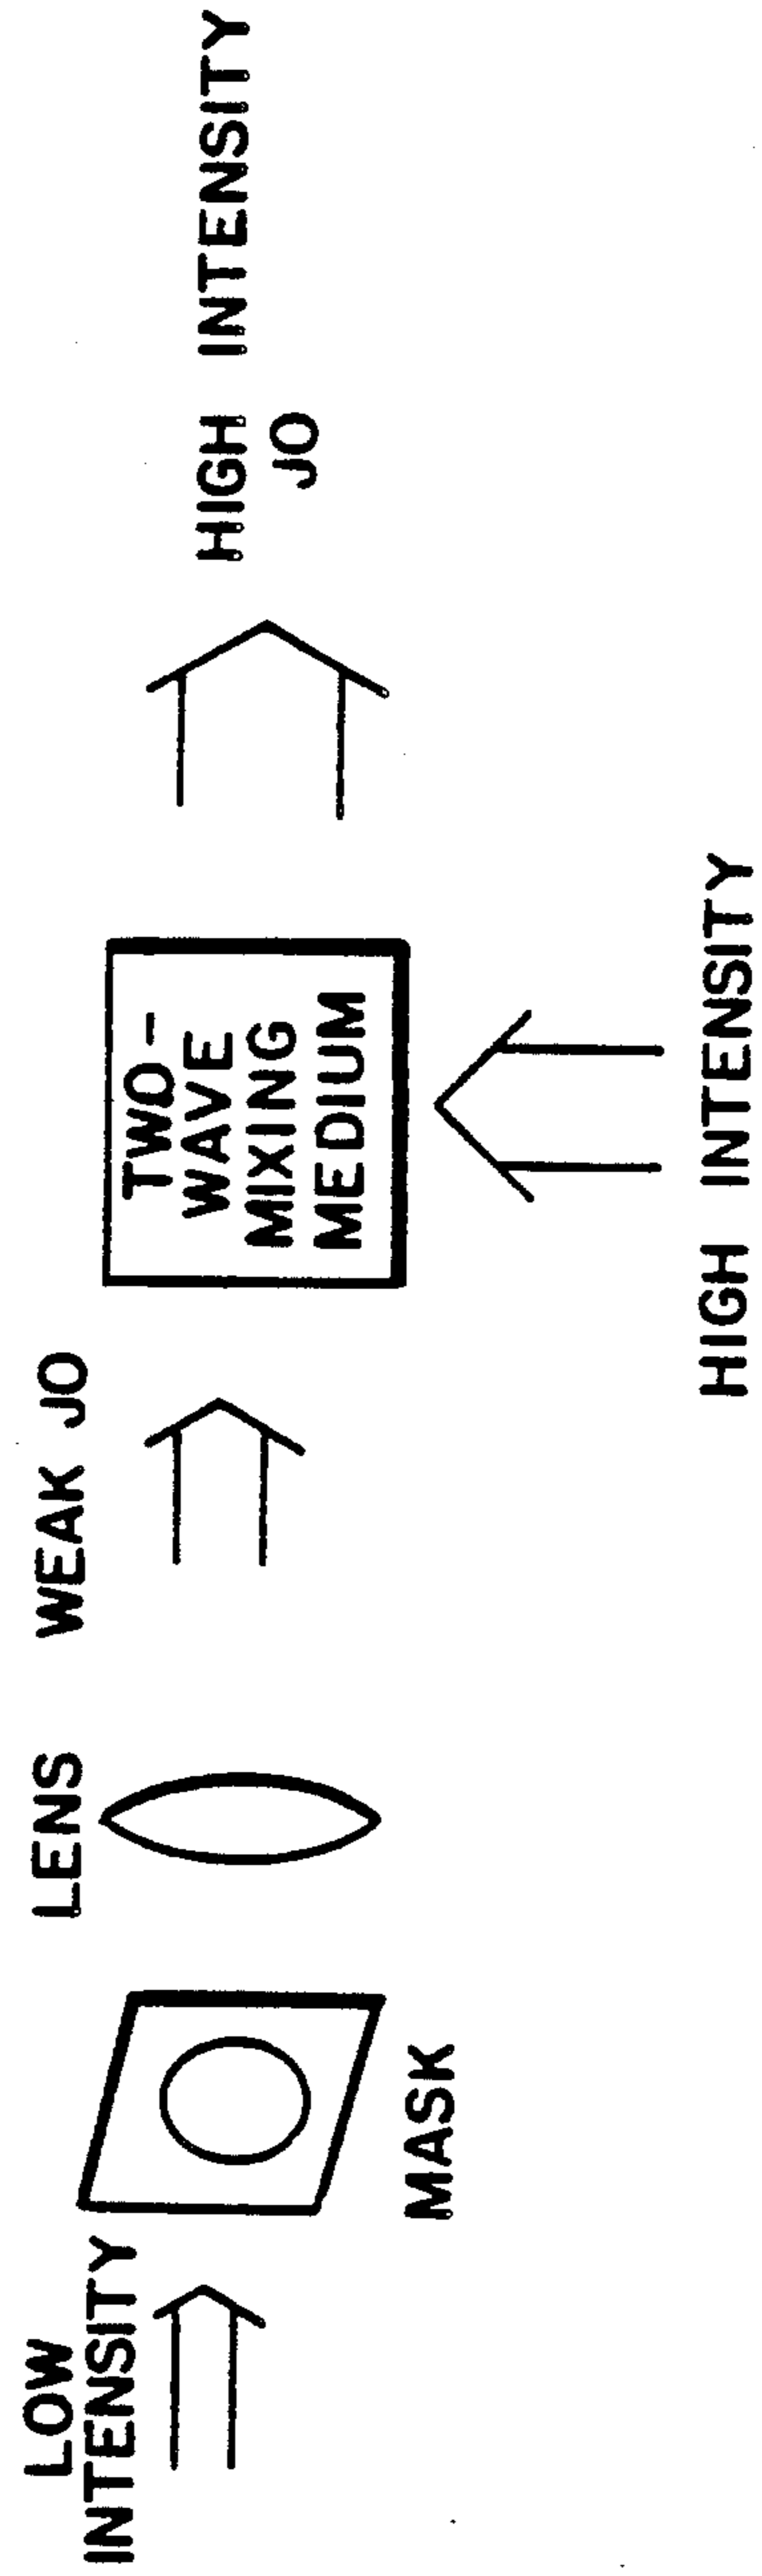 LOW
INTENSITY
MASK
LENS
WEAK JO
TWO-
WAVE
MIXING
MEDIUM
HIGH INTENSITY
HIGH INTENSITY
JO